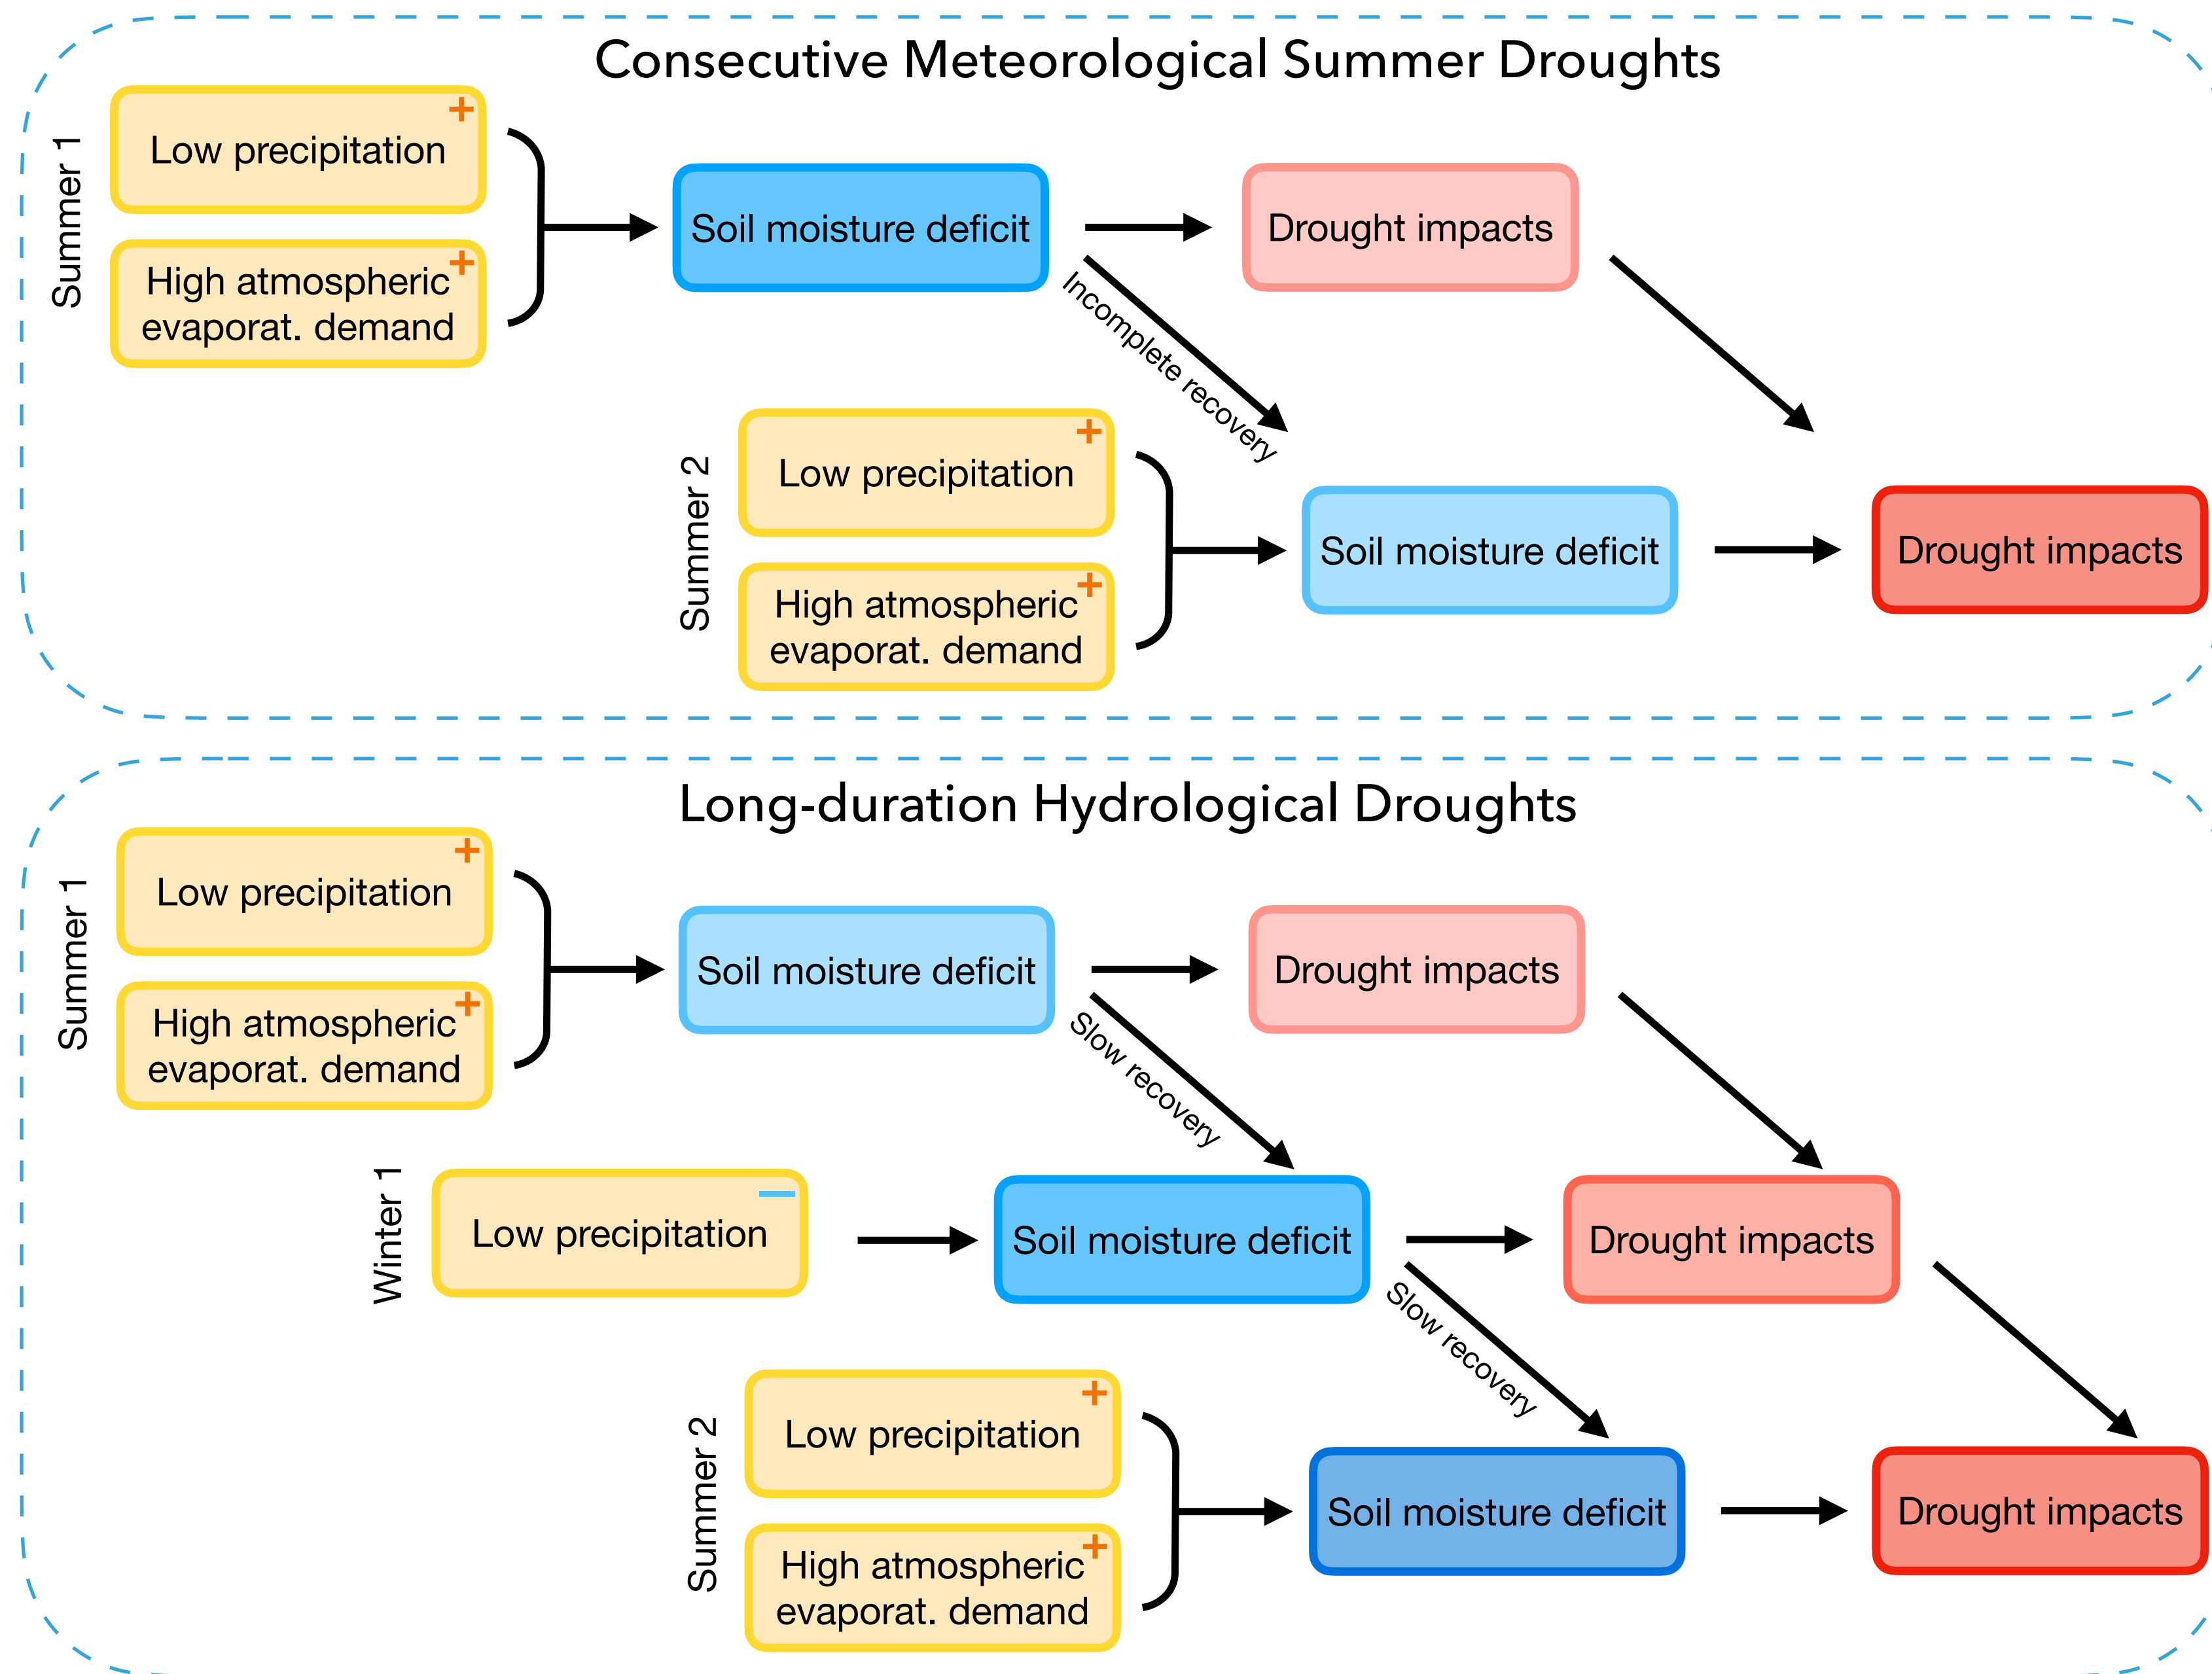 Consecutive Meteorological Summer Droughts
Summer 1
+
Low precipitation
+
High atmospheric
evaporat. demand
Soil moisture deficit
Drought impacts
Incomplete recovery
Summer 2
+
Low precipitation
+
High atmospheric
evaporat. demand
Soil moisture deficit
Drought impacts
Long-duration Hydrological Droughts
Summer 1
+
Low precipitation
+
High atmospheric
evaporat. demand
Soil moisture deficit
Drought impacts
Slow recovery
Winter 1
—
Low precipitation
Soil moisture deficit
Drought impacts
Slow recovery
Summer 2
+
Low precipitation
+
High atmospheric
evaporat. demand
Soil moisture deficit
Drought impacts